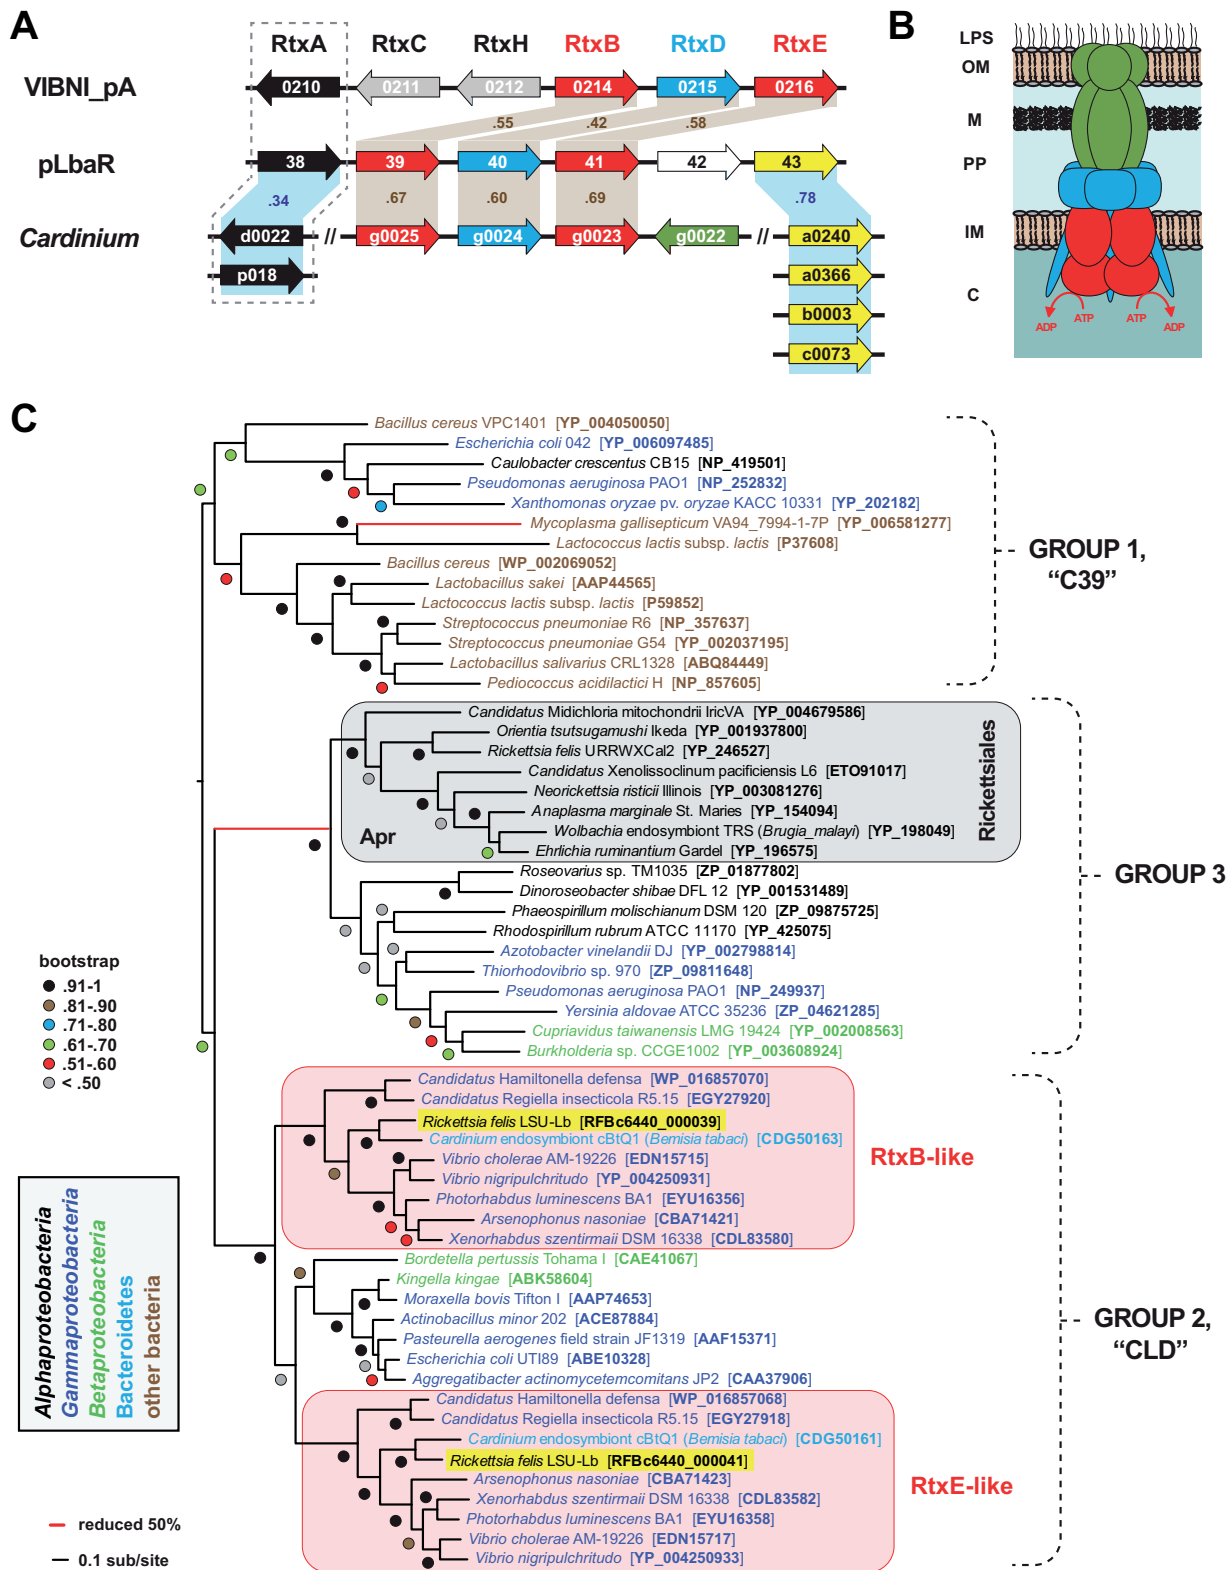 A
RtxA RtxC RtxH RtxB RtxD RtxE
VIBNI_pA 0210 0211 0212 0214 0215 0216
.55 .42 .58
pLbaR 38 39 40 41 42 43
.34 .67 .60 .69 .78
Cardinium d0022 // g0025 g0024 g0023 g0022 // a0240
p018 a0366
b0003
c0073
B
LPS
OM
M
PP
IM
C
ADP ATP ATP ADP
C
Bacillus cereus VPC1401 [YP_004050050]
Escherichia coli 042 [YP_006097485]
Caulobacter crescentus CB15 [NP_419501]
Pseudomonas aeruginosa PAO1 [NP_252832]
Xanthomonas oryzae pv. oryzae KACC 10331 [YP_202182]
Mycoplasma gallisepticum VA94_7994-1-7P [YP_006581277]
Lactococcus lactis subsp. lactis [P37608]
Bacillus cereus [WP_002069052]
Lactobacillus sakei [AAP44565]
Lactococcus lactis subsp. lactis [P59852]
Streptococcus pneumoniae R6 [NP_357637]
Streptococcus pneumoniae G54 [YP_002037195]
Lactobacillus salivarius CRL1328 [ABQ84449]
Pediococcus acidilactici H [NP_857605]
GROUP 1,
“C39”
Candidatus Midichloria mitochondrii IricVA [YP_004679586]
Orientia tsutsugamushi Ikeda [YP_001937800]
Rickettsia felis URRWXCal2 [YP_246527]
Candidatus Xenolissoclinum pacificiensis L6 [ETO91017]
Neorickettsia risticii Illinois [YP_003081276]
Anaplasma marginale St. Maries [YP_154094]
Wolbachia endosymbiont TRS (Brugia_malayi) [YP_198049]
Ehrlichia ruminantium Gardel [YP_196575]
Apr
Rickettsiales
Roseovarius sp. TM1035 [ZP_01877802]
Dinoroseobacter shibae DFL 12 [YP_001531489]
Phaeospirillum molischianum DSM 120 [ZP_09875725]
Rhodospirillum rubrum ATCC 11170 [YP_425075]
Azotobacter vinelandii DJ [YP_002798814]
Thiorhodovibrio sp. 970 [ZP_09811648]
Pseudomonas aeruginosa PAO1 [NP_249937]
Yersinia aldovae ATCC 35236 [ZP_04621285]
Cupriavidus taiwanensis LMG 19424 [YP_002008563]
Burkholderia sp. CCGE1002 [YP_003608924]
GROUP 3
bootstrap
.91-1
.81-.90
.71-.80
.61-.70
.51-.60
< .50
Candidatus Hamiltonella defensa [WP_016857070]
Candidatus Regiella insecticola R5.15 [EGY27920]
Rickettsia felis LSU-Lb [RFBc6440_000039]
Cardinium endosymbiont cBtQ1 (Bemisia tabaci) [CDG50163]
Vibrio cholerae AM-19226 [EDN15715]
Vibrio nigripulchritudo [YP_004250931]
Photorhabdus luminescens BA1 [EYU16356]
Arsenophonus nasoniae [CBA71421]
Xenorhabdus szentirmaii DSM 16338 [CDL83580]
RtxB-like
Bordetella pertussis Tohama I [CAE41067]
Kingella kingae [ABK58604]
Moraxella bovis Tifton I [AAP74653]
Actinobacillus minor 202 [ACE87884]
Pasteurella aerogenes field strain JF1319 [AAF15371]
Escherichia coli UTI89 [ABE10328]
Aggregatibacter actinomycetemcomitans JP2 [CAA37906]
GROUP 2,
“CLD”
Candidatus Hamiltonella defensa [WP_016857068]
Candidatus Regiella insecticola R5.15 [EGY27918]
Cardinium endosymbiont cBtQ1 (Bemisia tabaci) [CDG50161]
Rickettsia felis LSU-Lb [RFBc6440_000041]
Arsenophonus nasoniae [CBA71423]
Xenorhabdus szentirmaii DSM 16338 [CDL83582]
Photorhabdus luminescens BA1 [EYU16358]
Vibrio cholerae AM-19226 [EDN15717]
Vibrio nigripulchritudo [YP_004250933]
RtxE-like
Alphaproteobacteria
Gammaproteobacteria
Betaproteobacteria
Bacteroidetes
other bacteria
reduced 50%
0.1 sub/site